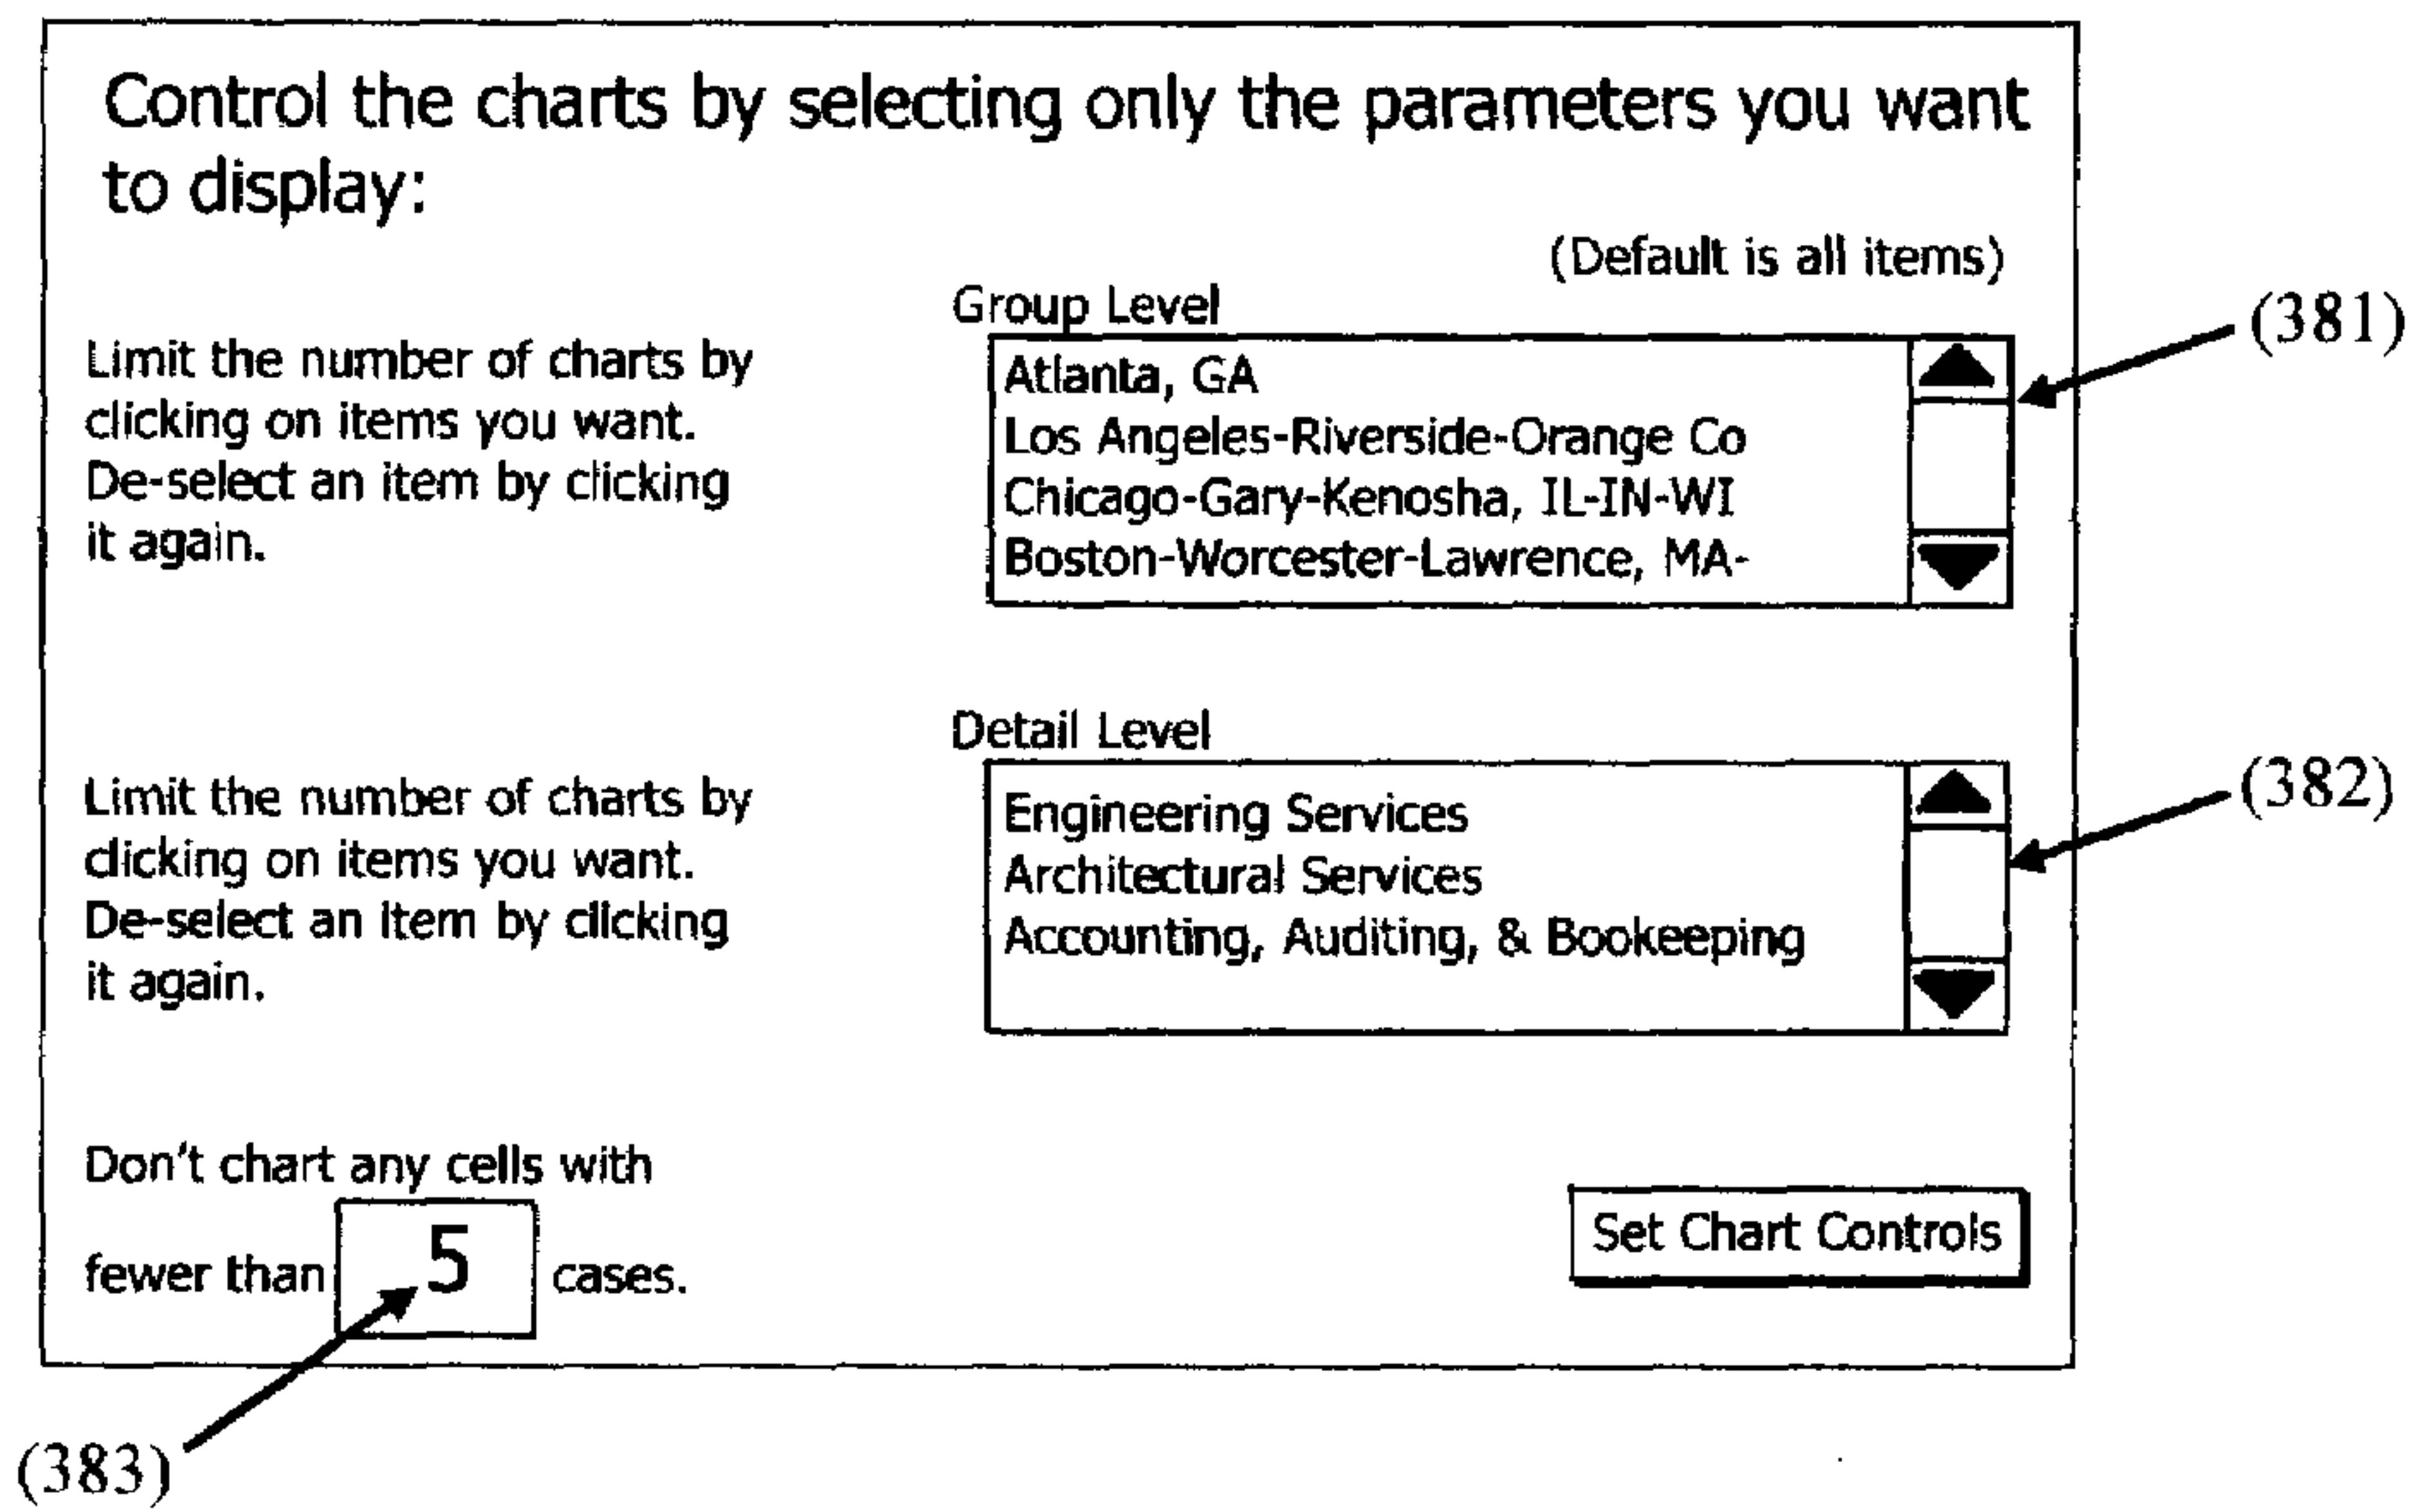 Control the charts by selecting only the parameters you want
to display:
(Default is all items)
Group Level
(381)
Limit the number of charts by
clicking on items you want.
De-select an item by clicking
it again.
Atlanta, GA
Los Angeles-Riverside-Orange Co
Chicago-Gary-Kenosha, IL-IN-WI
Boston-Worcester-Lawrence, MA-
Detail Level
(382)
Limit the number of charts by
clicking on items you want.
De-select an item by clicking
it again.
Engineering Services
Architectural Services
Accounting, Auditing, & Bookeeping
Don't chart any cells with
fewer than 5 cases.
Set Chart Controls
(383)